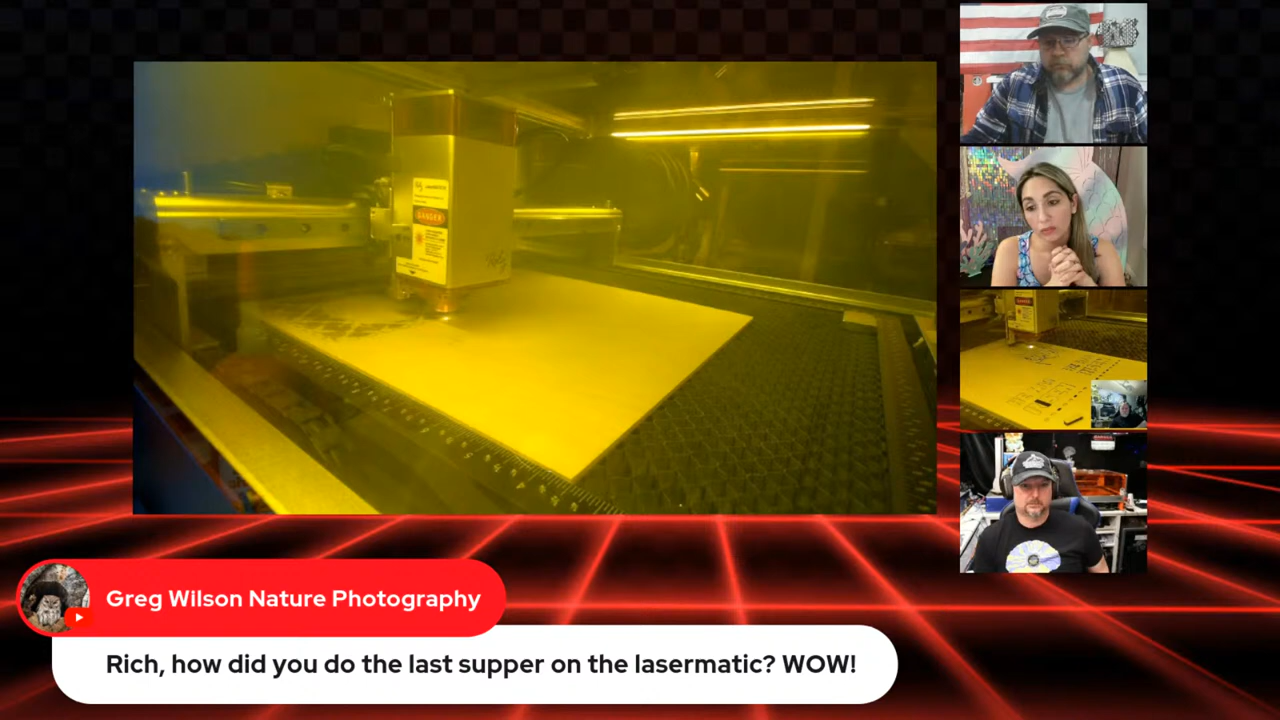 DANGER
Greg Wilson Nature Photography
Rich, how did you do the last supper on the lasermatic? WOW!